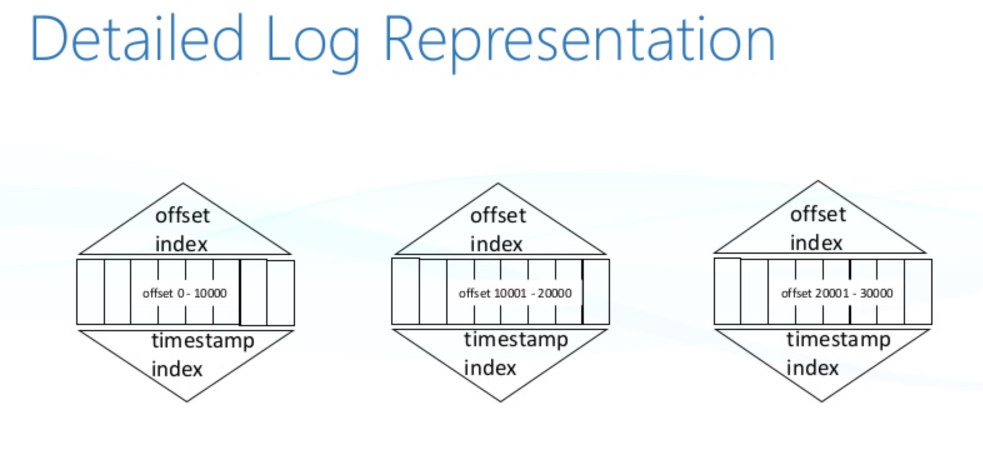 Detailed Log Representation
offset
index
offset 0 - 10000
timestamp
index
offset
index
offset 10001 - 20000
timestamp
index
offset
index
offset 20001 - 30000
timestamp
index